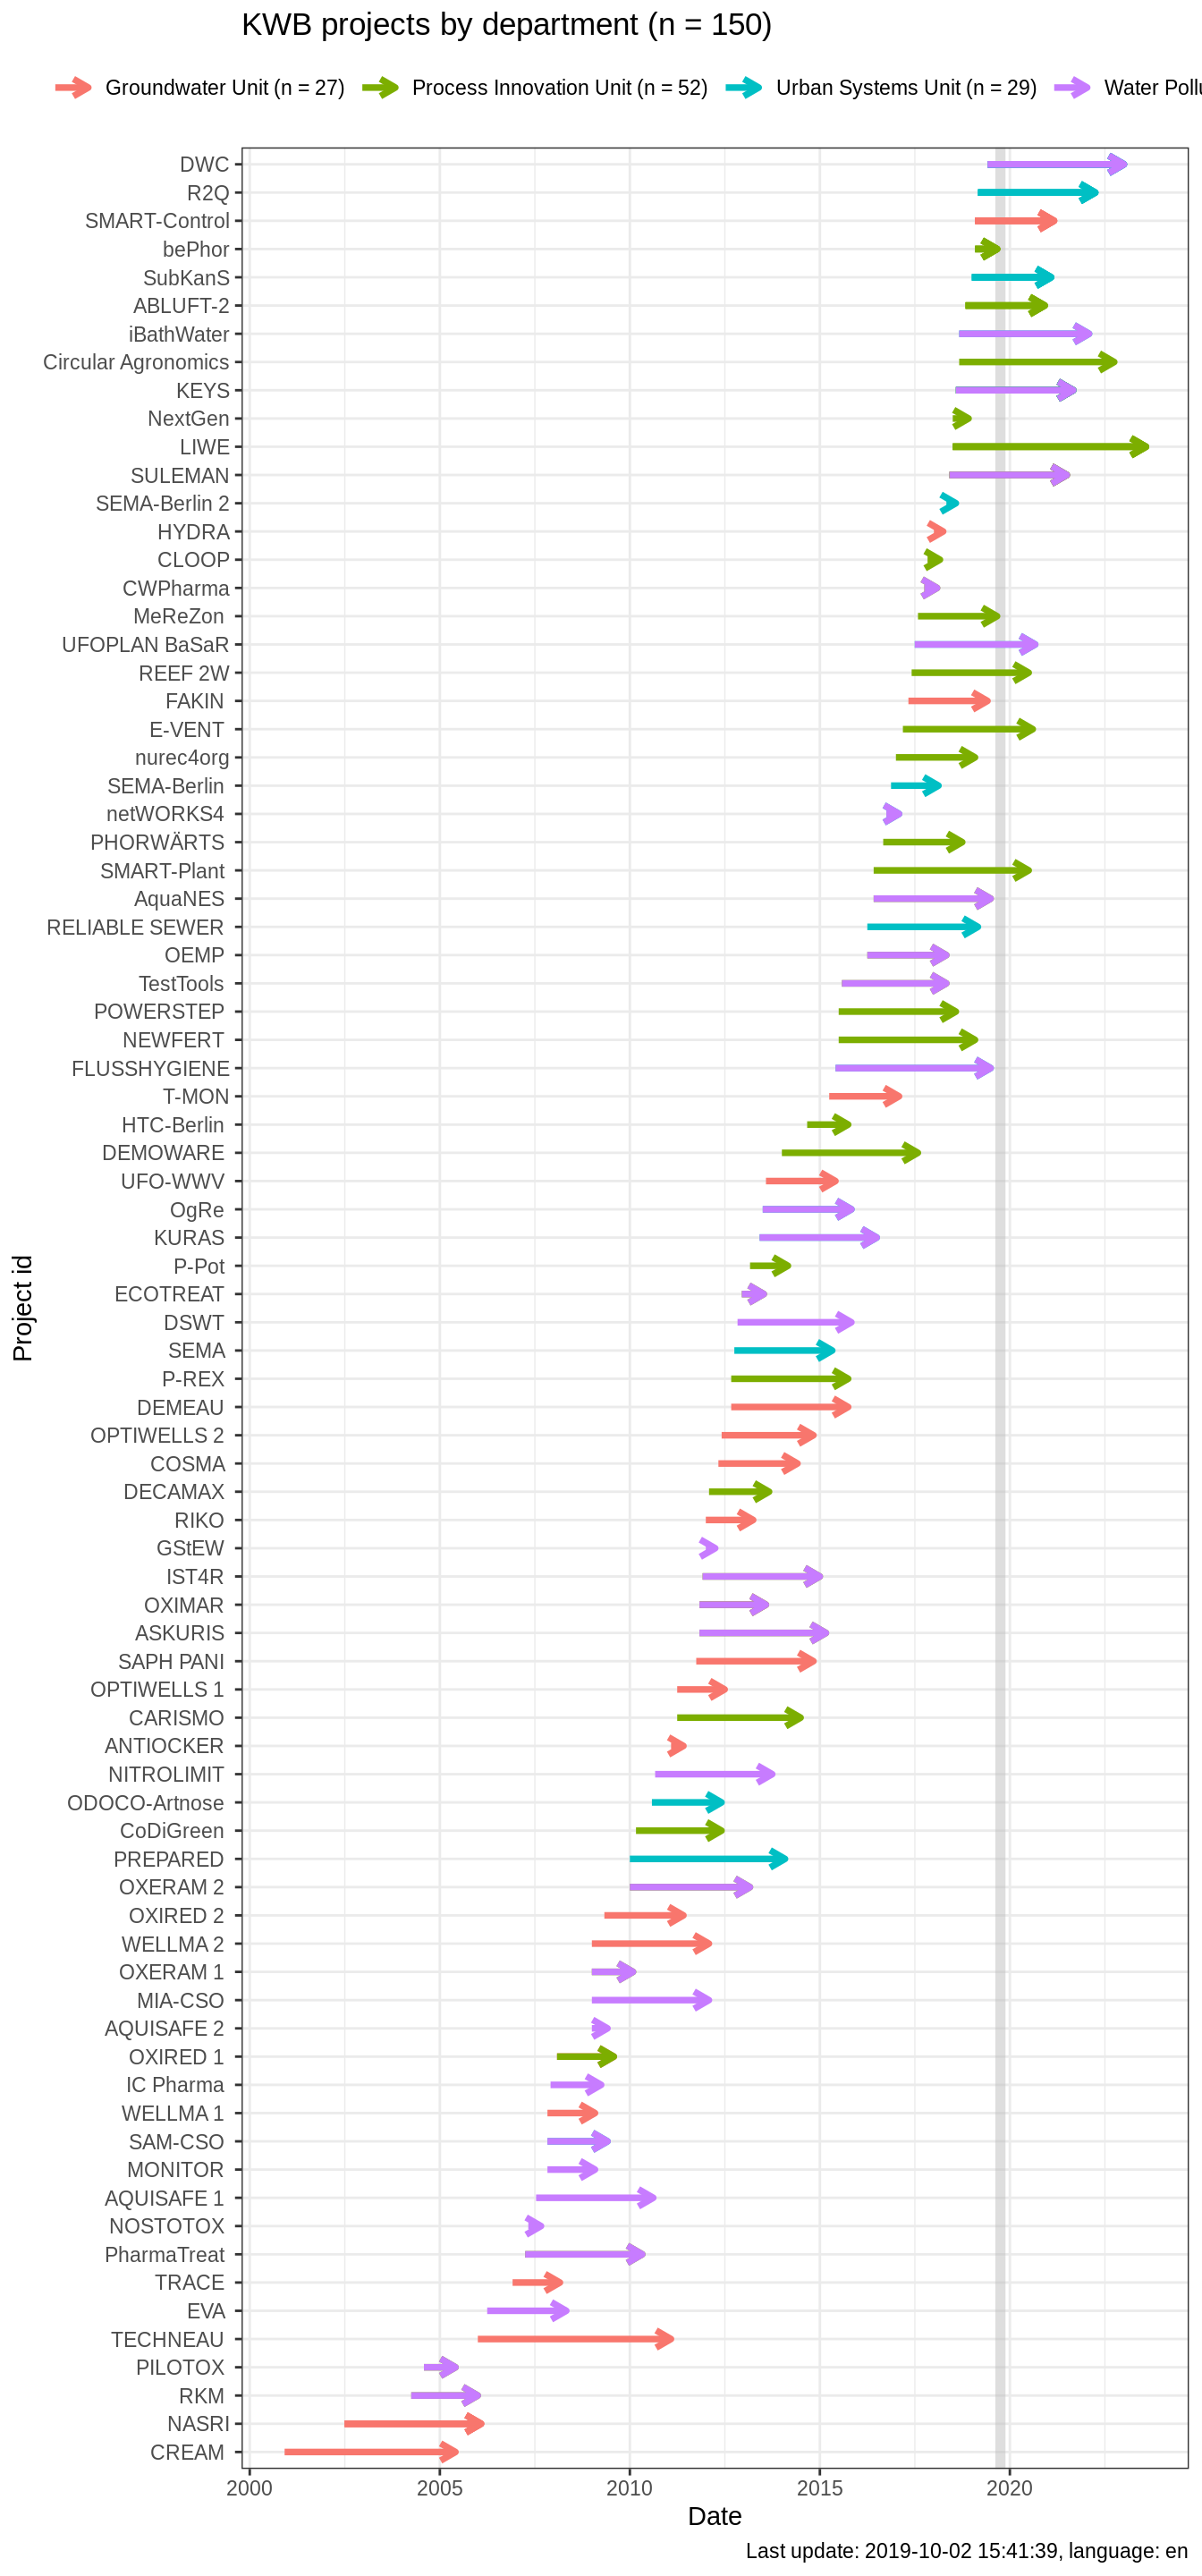 KWB projects by department (n = 150)
Groundwater Unit (n = 27) Process Innovation Unit (n = 52) Urban Systems Unit (n = 29) Water
DWC
R2Q
SMART-Control
bePhor
SubKanS
ABLUFT-2
iBathWater
Circular Agronomics
KEYS
NextGen
LIWE
SULEMAN
SEMA-Berlin 2
HYDRA
CLOOP
CWPharma
MeReZon
UFOPLAN BaSaR
REEF 2W
FAKIN
E-VENT
nurec4org
SEMA-Berlin
netWORKS4
PHORWÄRTS
SMART-Plant
AquaNES
RELIABLE SEWER
OEMP
TestTools
POWERSTEP
NEWFERT
FLUSSHYGIENE
T-MON
HTC-Berlin
DEMOWARE
UFO-WWV
OgRe
KURAS
P-Pot
ECOTREAT
DSWT
SEMA
P-REX
DEMEAU
OPTIWELLS 2
COSMA
DECAMAX
RIKO
GStEW
IST4R
OXIMAR
ASKURIS
SAPH PANI
OPTIWELLS 1
CARISMO
ANTIOCKER
NITROLIMIT
ODOCO-Artnose
CoDiGreen
PREPARED
OXERAM 2
OXIRED 2
WELLMA 2
OXERAM 1
MIA-CSO
AQUISAFE 2
OXIRED 1
IC Pharma
WELLMA 1
SAM-CSO
MONITOR
AQUISAFE 1
NOSTOTOX
PharmaTreat
TRACE
EVA
TECHNEAU
PILOTOX
RKM
NASRI
CREAM
Project id
2000 2005 2010 2015 2020
Date
Last update: 2019-10-02 15:41:39, language: en